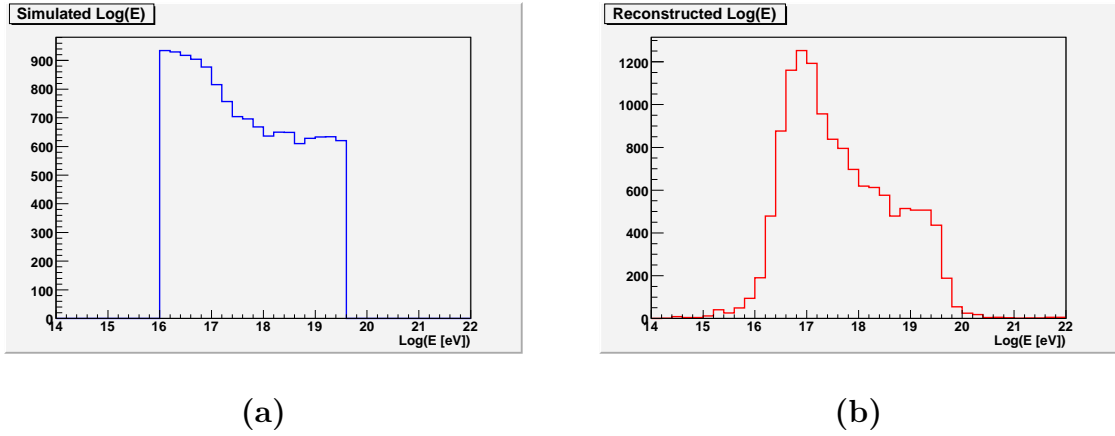 Simulated Log(E)
900
800
700
600
500
400
300
200
100
0
14 15 16 17 18 19 20 21 22
Log(E [eV])
(a)
Reconstructed Log(E)
1200
1000
800
600
400
200
0
14 15 16 17 18 19 20 21 22
Log(E [eV])
(b)